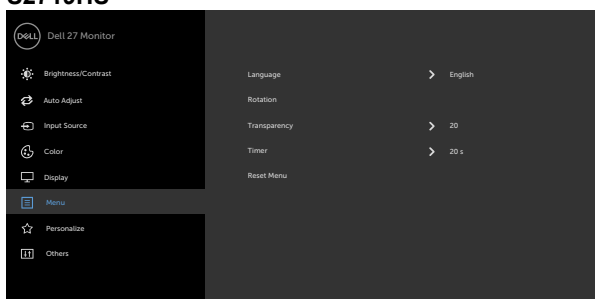 DELL Dell 27 Monitor
Brightness/Contrast
Auto Adjust
Input Source
Color
Display
Menu
Personalize
Others
Language English
Rotation
Transparency 20
Timer 20 s
Reset Menu